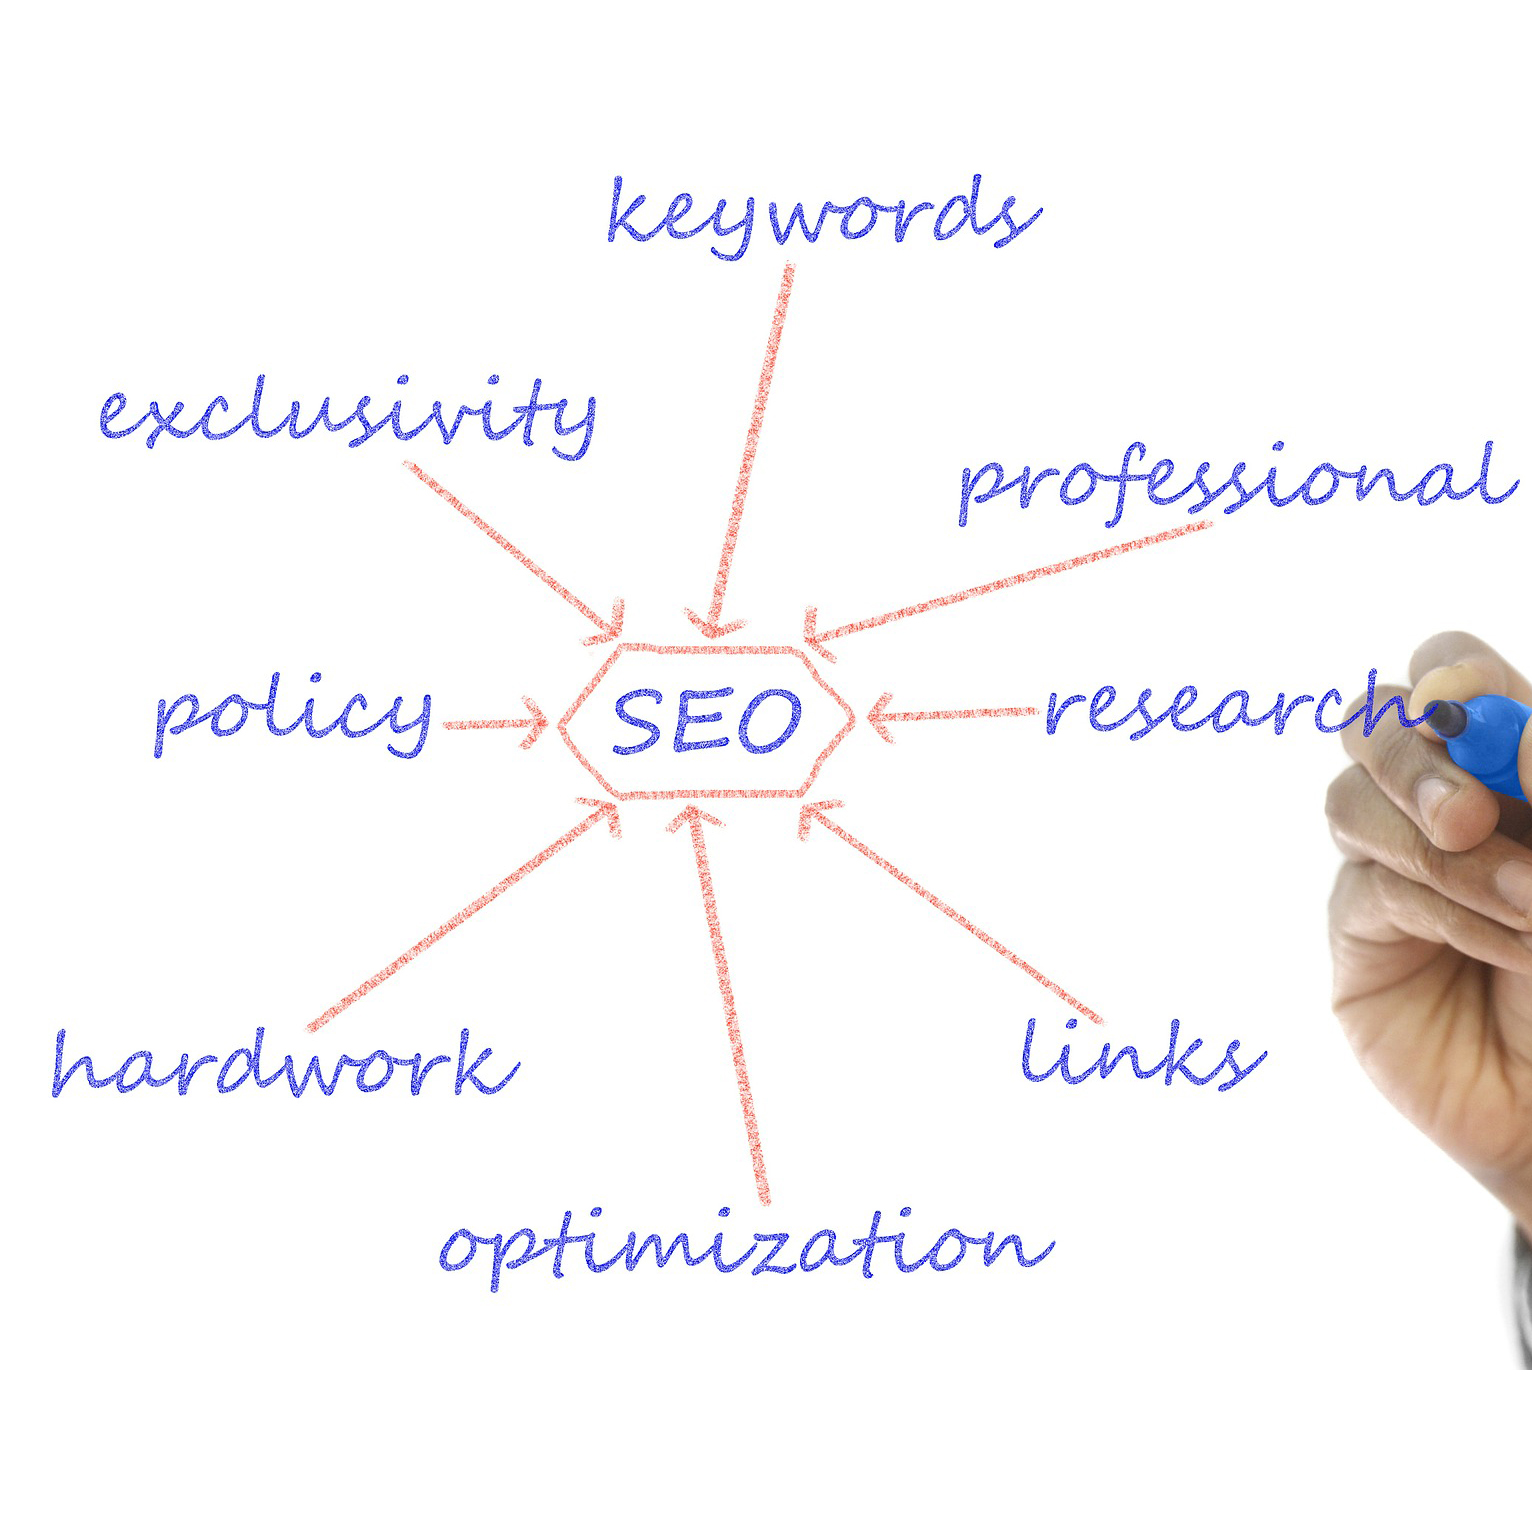 keywords
exclusivity
professional
policy
SEO
research
hardwork
links
optimization